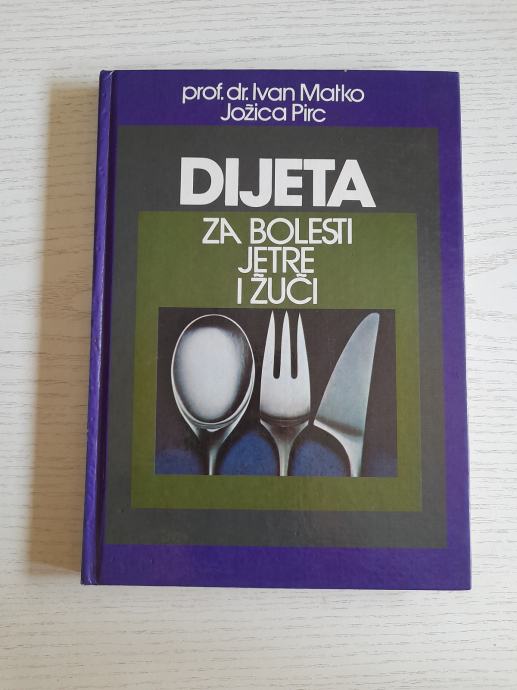 prof. dr. Ivan Matko
Jožica Pirc
DIJETA
ZA BOLESTI
JETRE
I ŽUČI